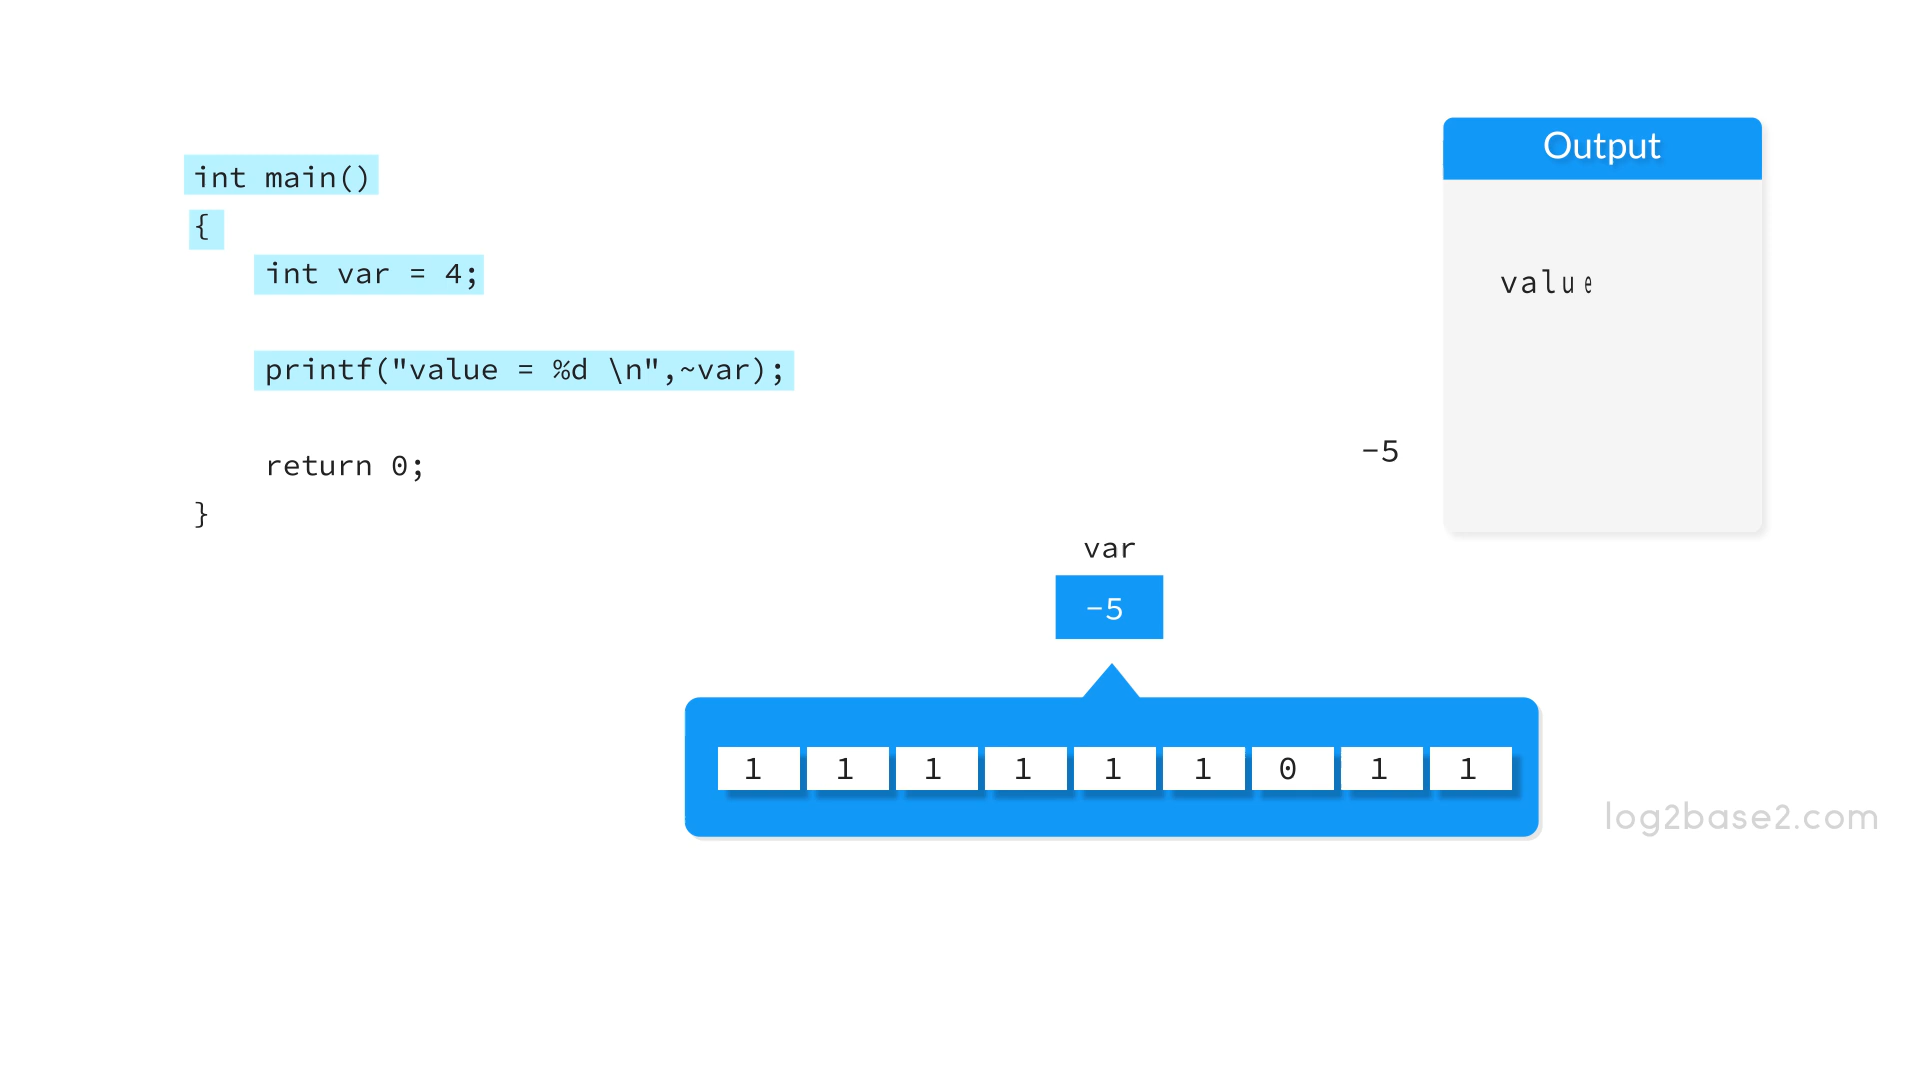 int main()
{
int var = 4;
printf("value = %d \n",~var);
return 0;
}
Output
value
-5
var
-5
1 1 1 1 1 1 0 1 1
log2base2.com